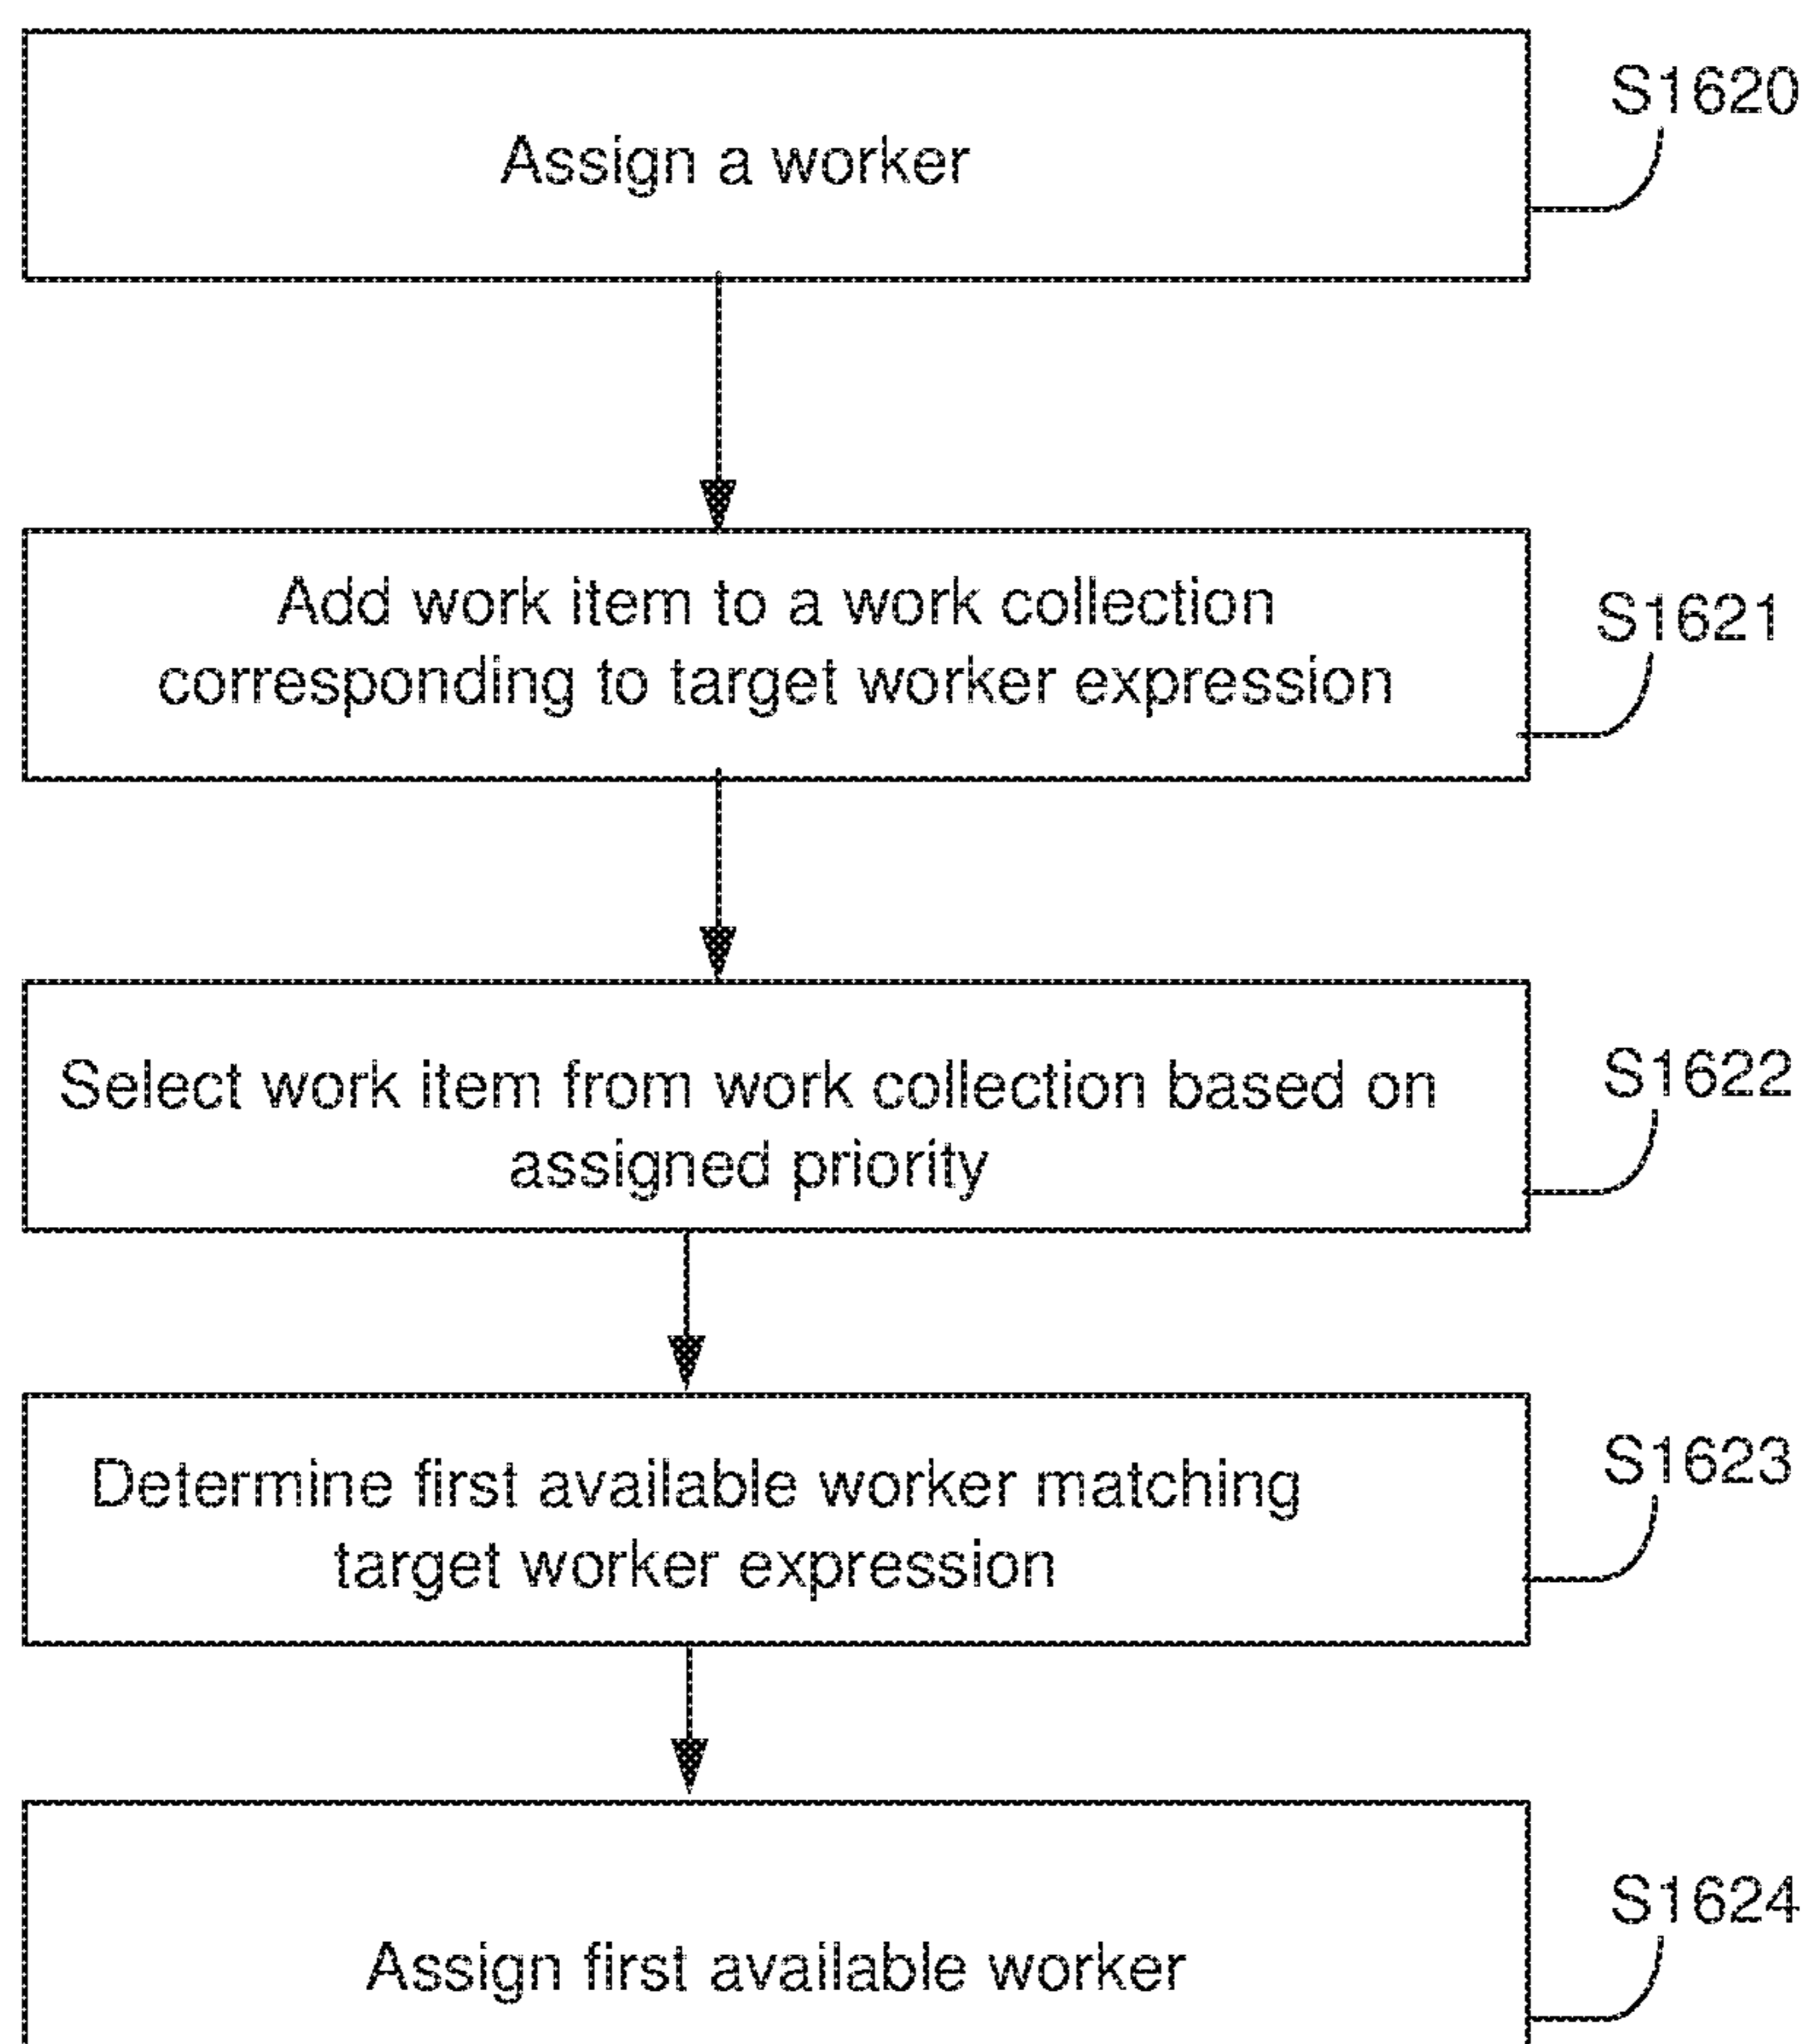 S1620
Assign a worker
Add work item to a work collection
S1621
corresponding to target worker expression
Select work item from work collection based on
S1622
assigned priority
Determine first available worker matching
S1623
target worker expression
S1624
Assign first available worker